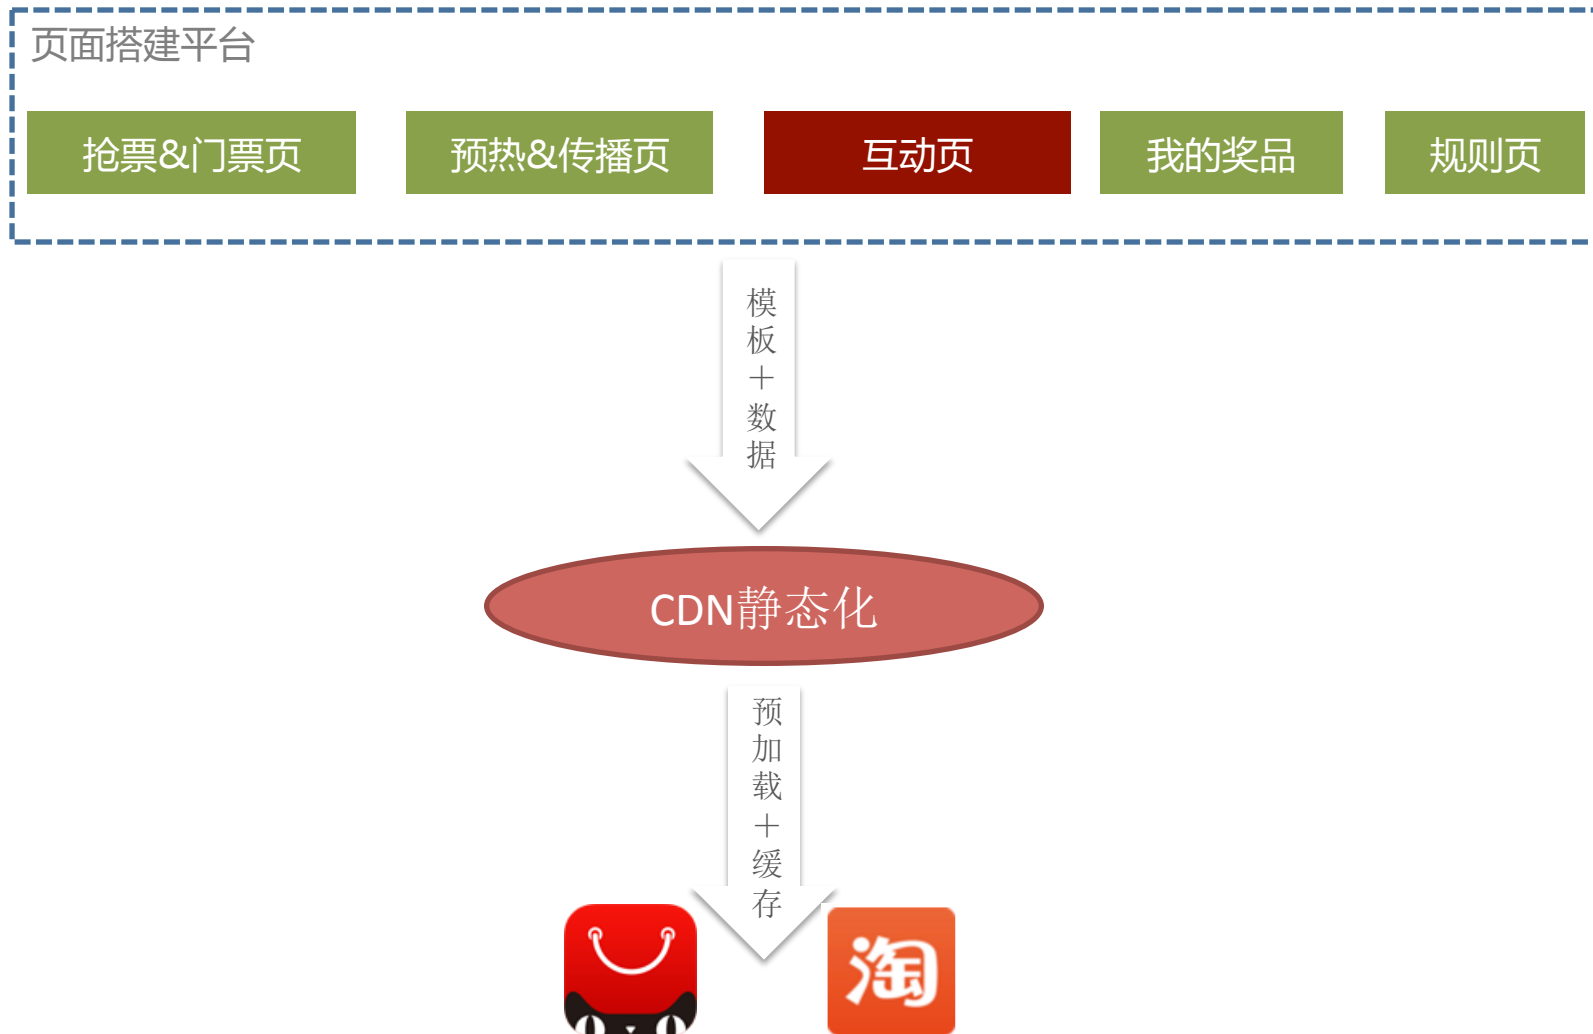 页面搭建平台
抢票&门票页
预热&传播页
互动页
我的奖品
规则页
模
板
＋
数
据
CDN静态化
预
加
载
＋
缓
存
淘